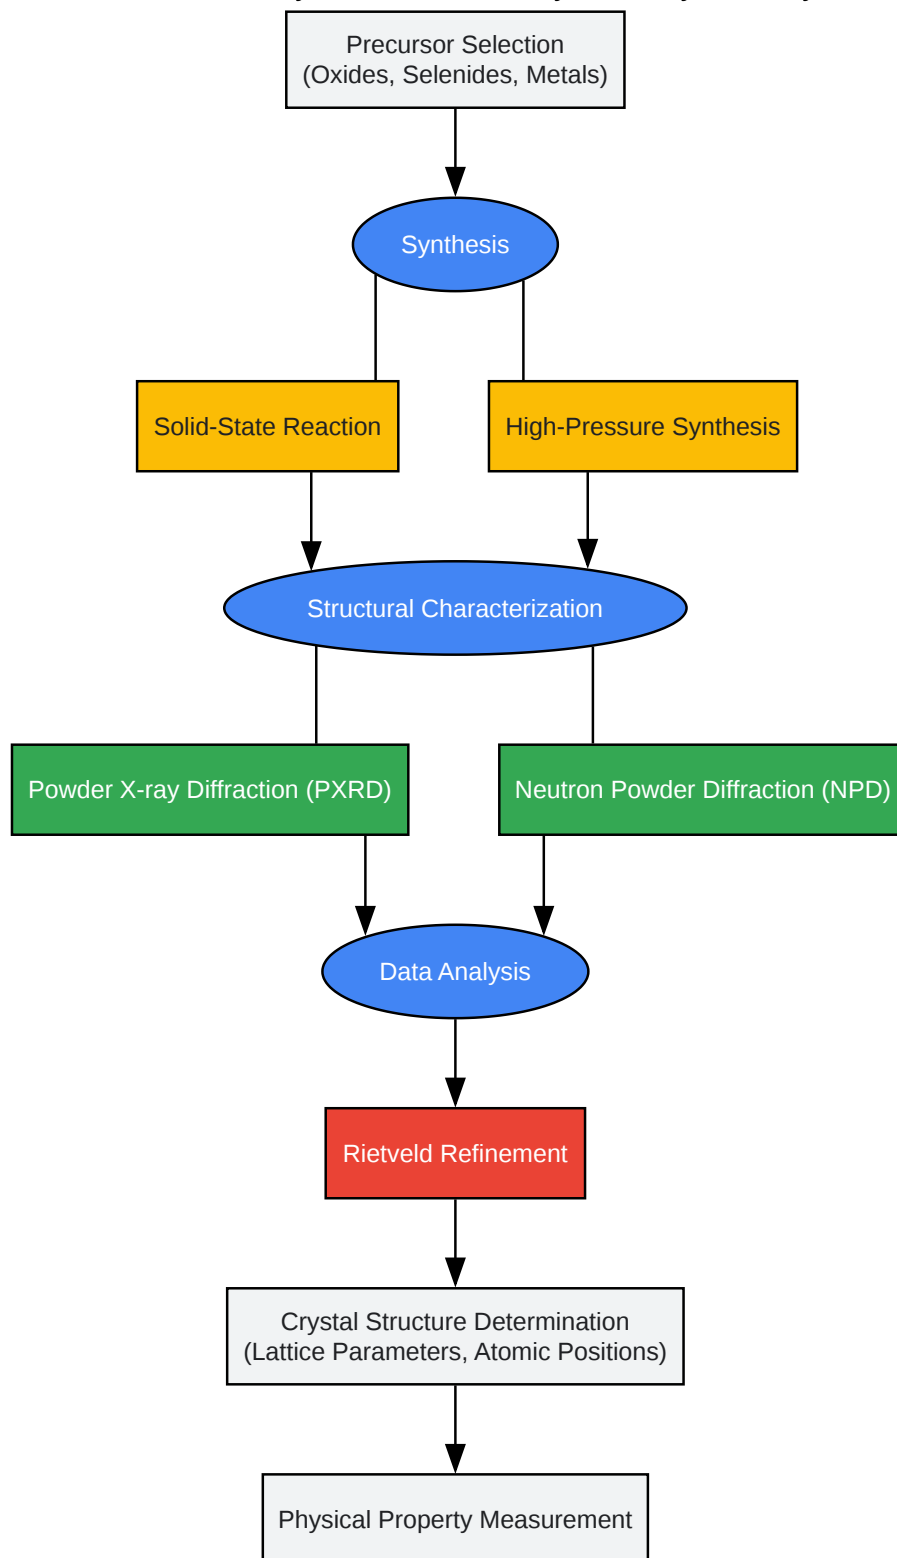 Precursor Selection
(Oxides, Selenides, Metals)
Synthesis
Solid-State Reaction
High-Pressure Synthesis
Structural Characterization
Powder X-ray Diffraction (PXRD)
Neutron Powder Diffraction (NPD)
Data Analysis
Rietveld Refinement
Crystal Structure Determination
(Lattice Parameters, Atomic Positions)
Physical Property Measurement